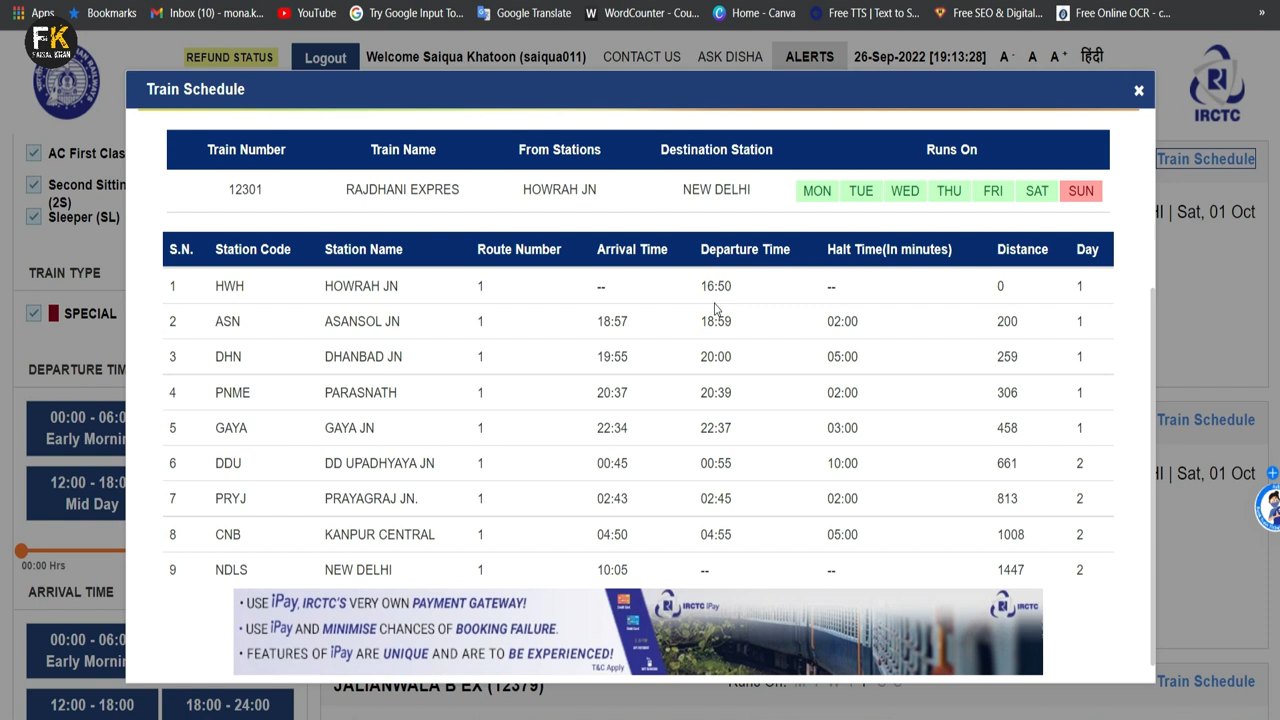 Apps Bookmarks Inbox (10) - mona.k... YouTube Try Google Input To... Google Translate WordCounter - Cou... Home - Canva Free TTS | Text to S... Free SEO & Digital... Free Online OCR - c... »
FK
FAISAL KHAN
REFUND STATUS Logout Welcome Saiqua Khatoon (saiqua011) CONTACT US ASK DISHA ALERTS 26-Sep-2022 [19:13:28] A- A A+ हिंदी
IRCTC
Train Schedule ×
Train Number Train Name From Stations Destination Station Runs On
12301 RAJDHANI EXPRES HOWRAH JN NEW DELHI MON TUE WED THU FRI SAT SUN
S.N. Station Code Station Name Route Number Arrival Time Departure Time Halt Time(In minutes) Distance Day
1 HWH HOWRAH JN 1 -- 16:50 -- 0 1
2 ASN ASANSOL JN 1 18:57 18:59 02:00 200 1
3 DHN DHANBAD JN 1 19:55 20:00 05:00 259 1
4 PNME PARASNATH 1 20:37 20:39 02:00 306 1
5 GAYA GAYA JN 1 22:34 22:37 03:00 458 1
6 DDU DD UPADHYAYA JN 1 00:45 00:55 10:00 661 2
7 PRYJ PRAYAGRAJ JN. 1 02:43 02:45 02:00 813 2
8 CNB KANPUR CENTRAL 1 04:50 04:55 05:00 1008 2
9 NDLS NEW DELHI 1 10:05 -- -- 1447 2
• USE iPay, IRCTC'S VERY OWN PAYMENT GATEWAY!
• USE iPay AND MINIMISE CHANCES OF BOOKING FAILURE.
• FEATURES OF iPay ARE UNIQUE AND ARE TO BE EXPERIENCED!
T&C Apply
IRCTC iPay
IRCTC
AC First Clas
Second Sittin
(2S)
Sleeper (SL)
TRAIN TYPE
SPECIAL
DEPARTURE TIM
00:00 - 06:0
Early Mornin
12:00 - 18:0
Mid Day
00:00 Hrs
ARRIVAL TIME
00:00 - 06:0
Early Mornin
12:00 - 18:00 18:00 - 24:00
Train Schedule
HI | Sat, 01 Oct
Train Schedule
HI | Sat, 01 Oct
JALIANWALA B EX (12379) Runs On: M T W T F S S Train Schedule